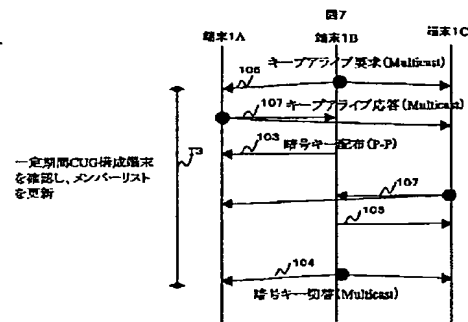 図7
端末1A
端末1B
端末1C
キープアライブ要求(Multicast)
106
107
キープアライブ応答(Multicast)
103
暗号キー配布(P-P)
T3
一定期間CUG構成端末
を確認し、メンバーリスト
を更新
107
103
104
暗号キー切替(Multicast)